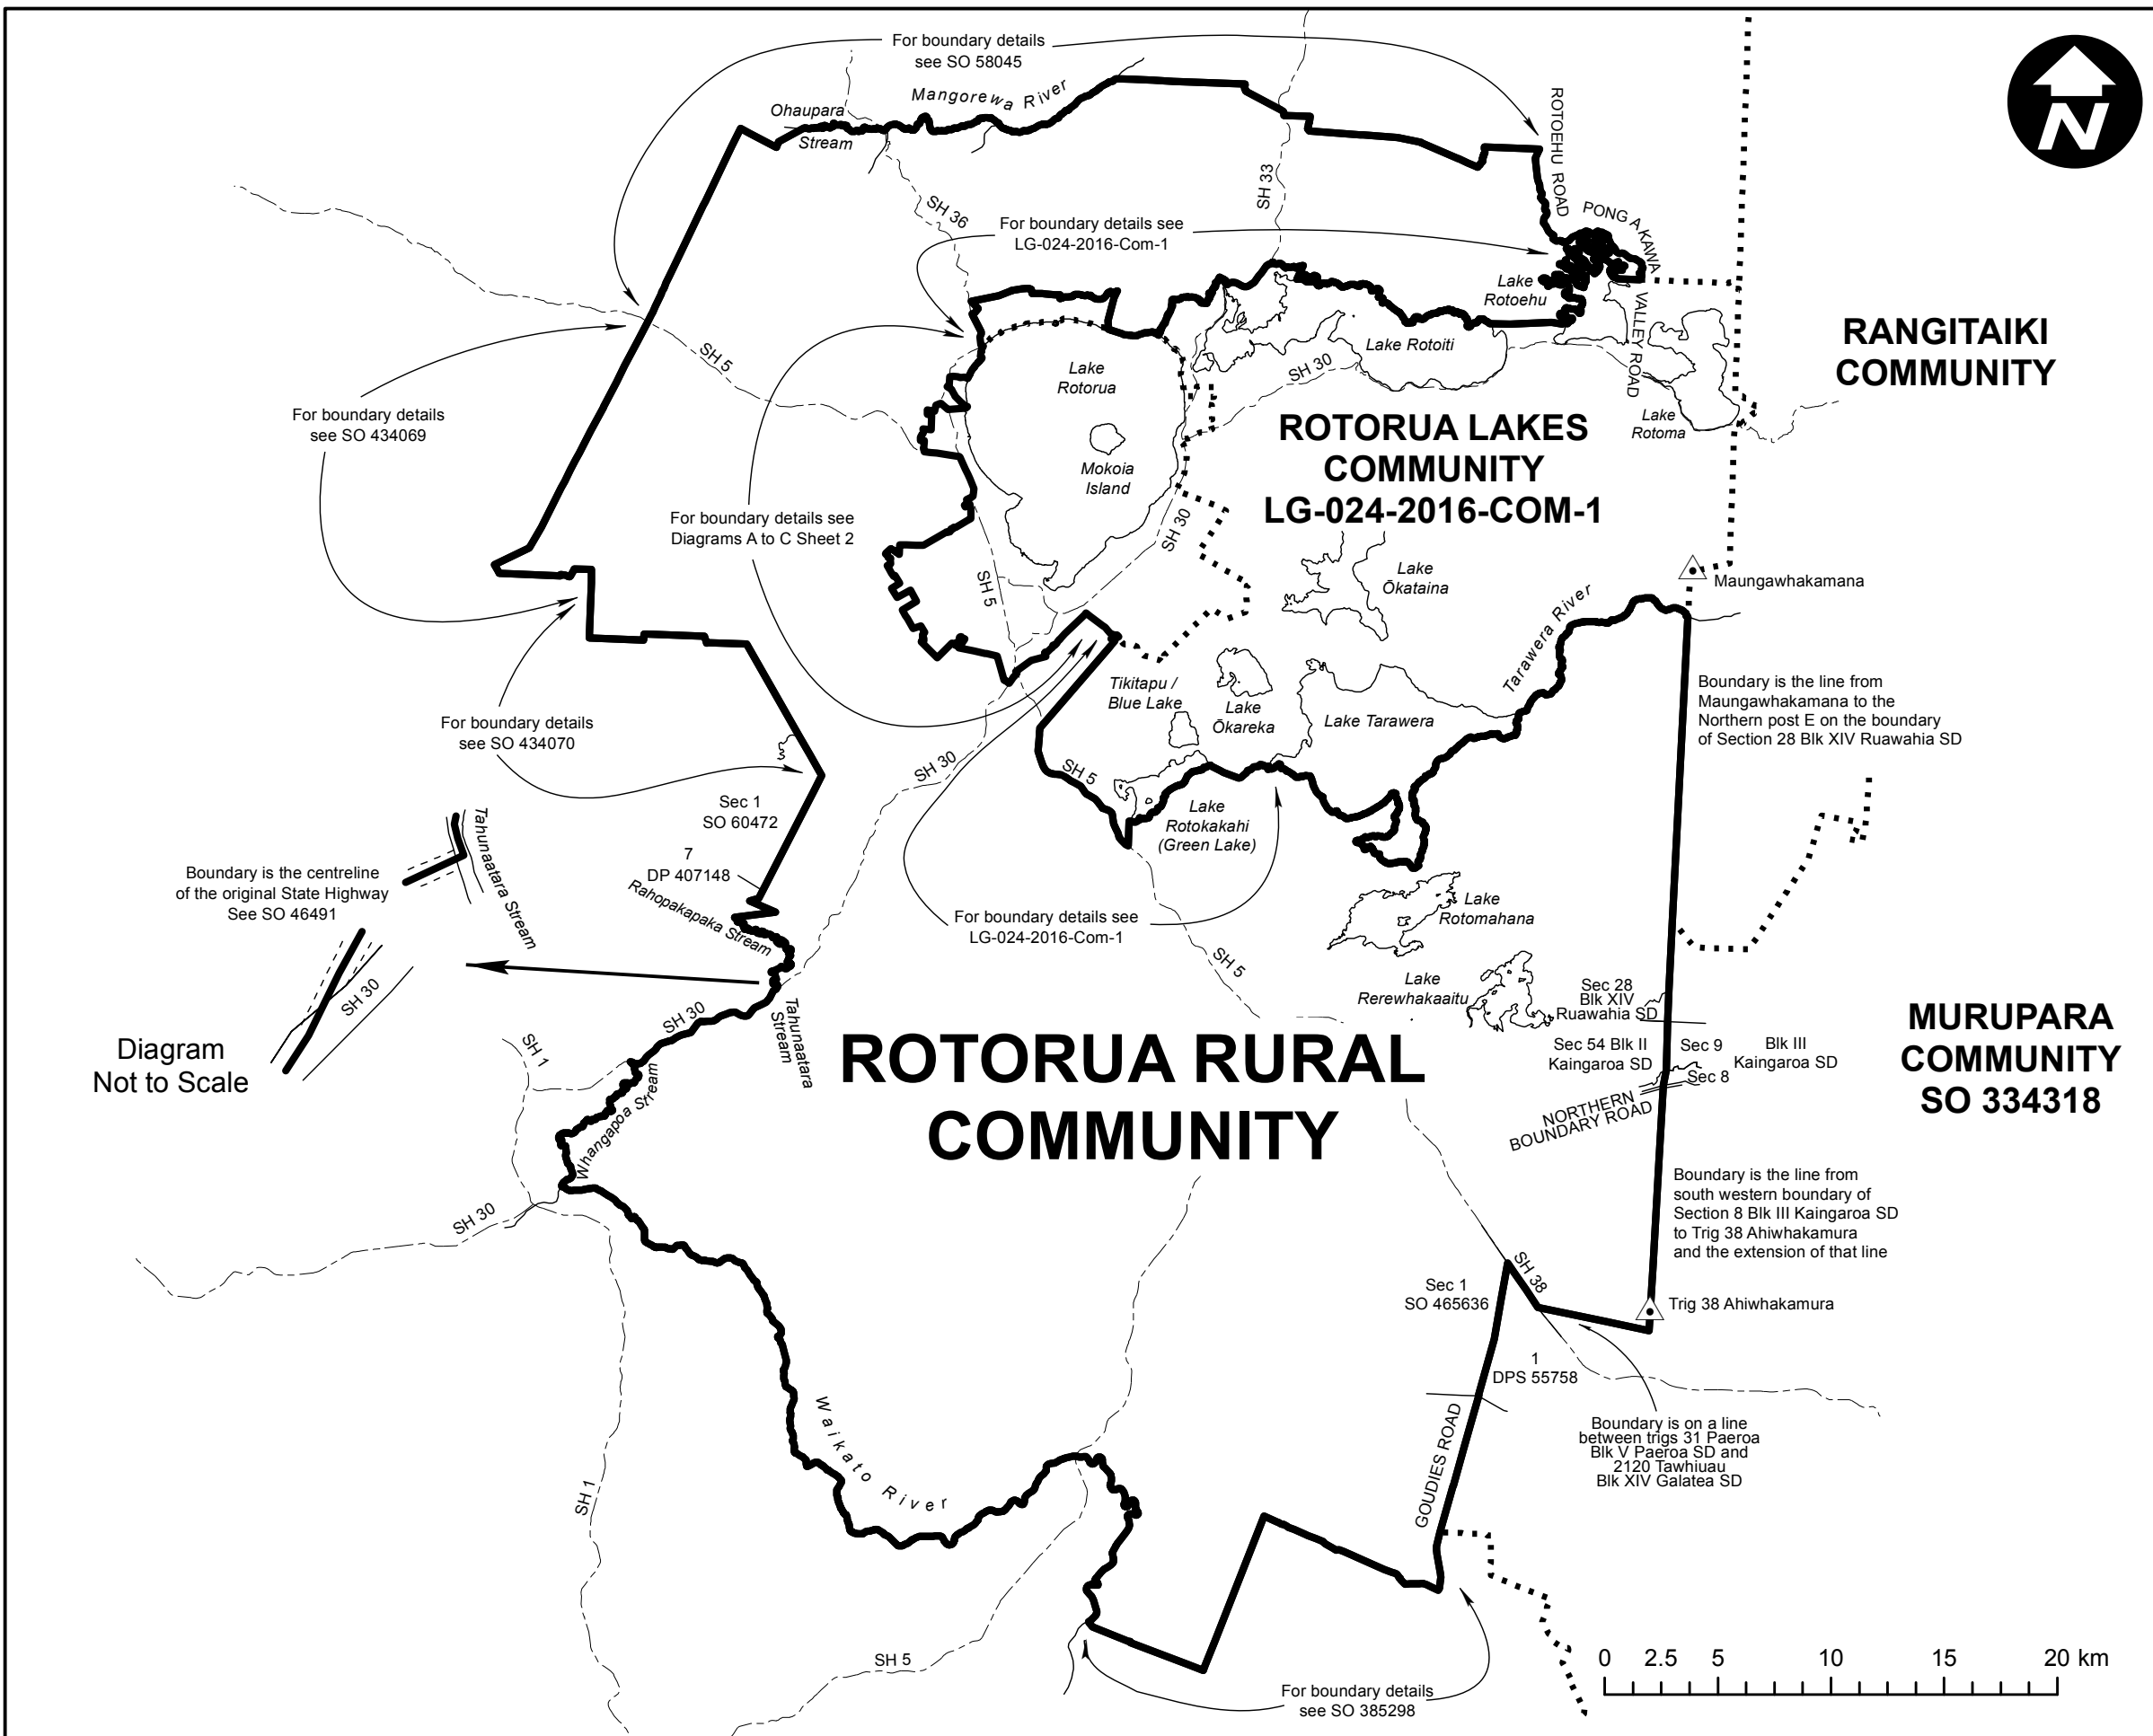 For boundary details
see SO 58045
N
Mangorewa River
Ohaupara
Stream
ROTOEHU ROAD
SH 33
SH 36
PONGAKAWA
VALLEY ROAD
For boundary details see
LG-024-2016-Com-1
Lake
Rotoehu
RANGITAIKI
COMMUNITY
SH 5
Lake
Rotorua
Lake Rotoiti
SH 30
Lake
Rotoma
For boundary details
see SO 434069
ROTORUA LAKES
COMMUNITY
LG-024-2016-COM-1
Mokoia
Island
For boundary details see
Diagrams A to C Sheet 2
SH 30
SH 5
Lake
Ōkataina
Maungawhakamana
Tarawera River
Tikitapu /
Blue Lake
Lake
Ōkareka
Lake Tarawera
Boundary is the line from
Maungawhakamana to the
Northern post E on the boundary
of Section 28 Blk XIV Ruawahia SD
For boundary details
see SO 434070
SH 30
SH 5
Sec 1
SO 60472
Lake
Rotokakahi
(Green Lake)
Tahunaatara Stream
7
DP 407148
Boundary is the centreline
of the original State Highway
See SO 46491
Rahopakapaka Stream
Lake
Rotomahana
For boundary details see
LG-024-2016-Com-1
SH 5
SH 30
Lake
Rerewhakaaitu
Sec 28
Blk XIV
Ruawahia SD
SH 30
Tahunaatara
Stream
Diagram
Not to Scale
SH 1
ROTORUA RURAL
COMMUNITY
Sec 54 Blk II
Kaingaroa SD
Sec 9
Blk III
Kaingaroa SD
Sec 8
MURUPARA
COMMUNITY
SO 334318
NORTHERN
BOUNDARY ROAD
Whangapoa Stream
Boundary is the line from
south western boundary of
Section 8 Blk III Kaingaroa SD
to Trig 38 Ahiwhakamura
and the extension of that line
SH 30
SH 38
Sec 1
SO 465636
Trig 38 Ahiwhakamura
1
DPS 55758
Waikato River
GOUDIES ROAD
Boundary is on a line
between trigs 31 Paeroa
Blk V Paeroa SD and
2120 Tawhiuau
Blk XIV Galatea SD
SH 1
SH 5
For boundary details
see SO 385298
0 2.5 5 10 15 20 km